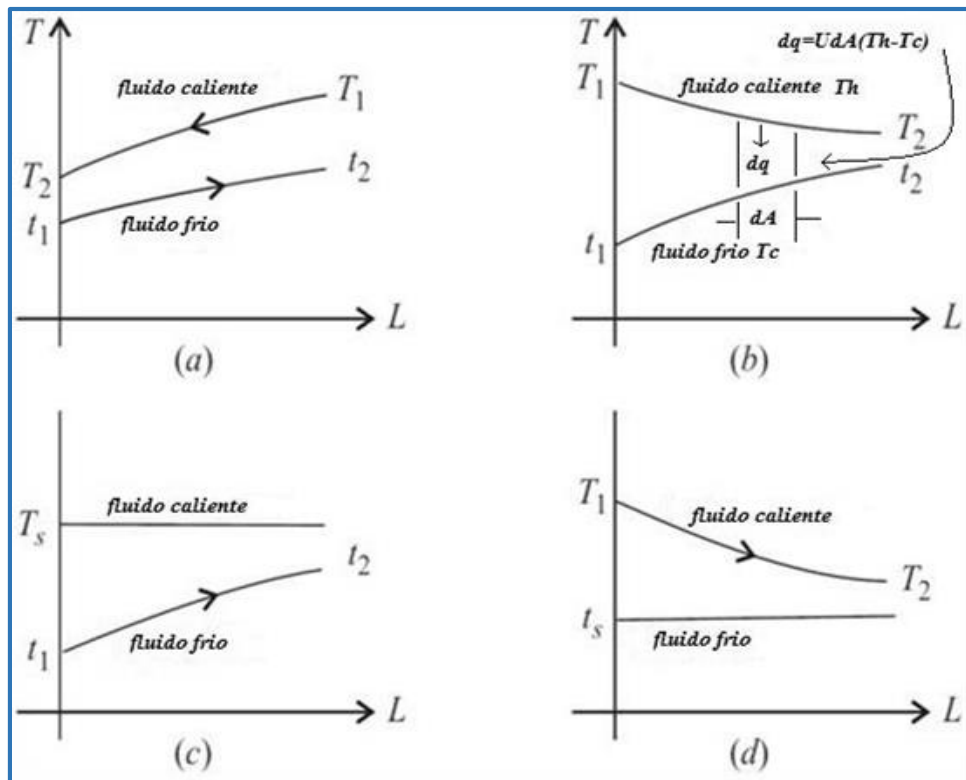 T
fluido caliente
T₁
T₂
t₂
t₁
fluido frio
L
(a)
T
dq=UdA(Th-Tc)
T₁
fluido caliente Th
T₂
dq
t₂
dA
t₁
fluido frio Tc
L
(b)
fluido caliente
Tₛ
t₂
t₁
fluido frio
L
(c)
T₁
fluido caliente
T₂
tₛ
fluido frio
L
(d)